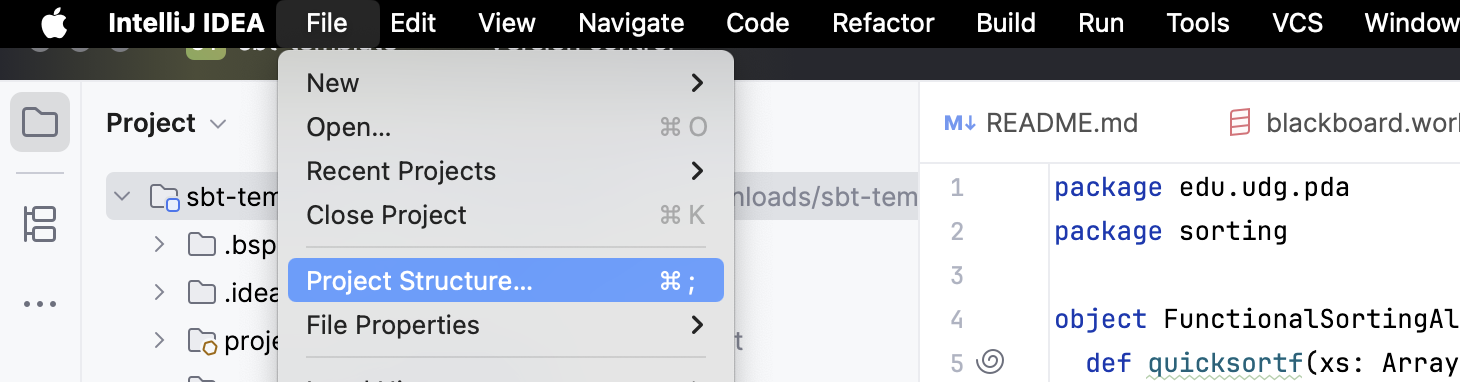 IntelliJ IDEA File Edit View Navigate Code Refactor Build Run Tools VCS Window
Project
New
Open... ⌘ O
Recent Projects
Close Project ⌘ K
Project Structure... ⌘ ;
File Properties
sbt-tem
nloads/sbt-tem
.bsp
.idea
proje
t
M↓ README.md
blackboard.wor
1 package edu.udg.pda
2 package sorting
3
4 object FunctionalSortingAl
5 def quicksortf(xs: Array